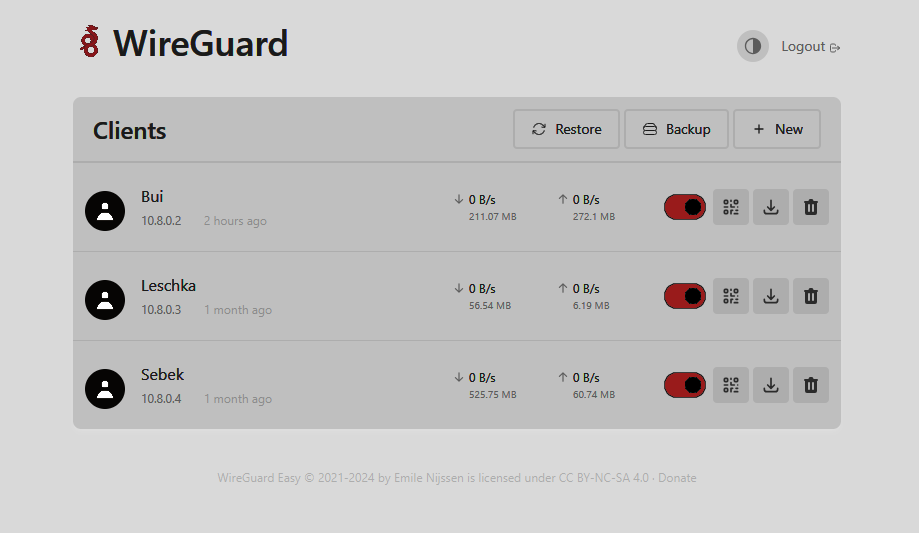 WireGuard
Logout
Clients
Restore
Backup
New
Bui
10.8.0.2 2 hours ago
0 B/s
211.07 MB
0 B/s
272.1 MB
Leschka
10.8.0.3 1 month ago
0 B/s
56.54 MB
0 B/s
6.19 MB
Sebek
10.8.0.4 1 month ago
0 B/s
525.75 MB
0 B/s
60.74 MB
WireGuard Easy © 2021-2024 by Emile Nijssen is licensed under CC BY-NC-SA 4.0 · Donate